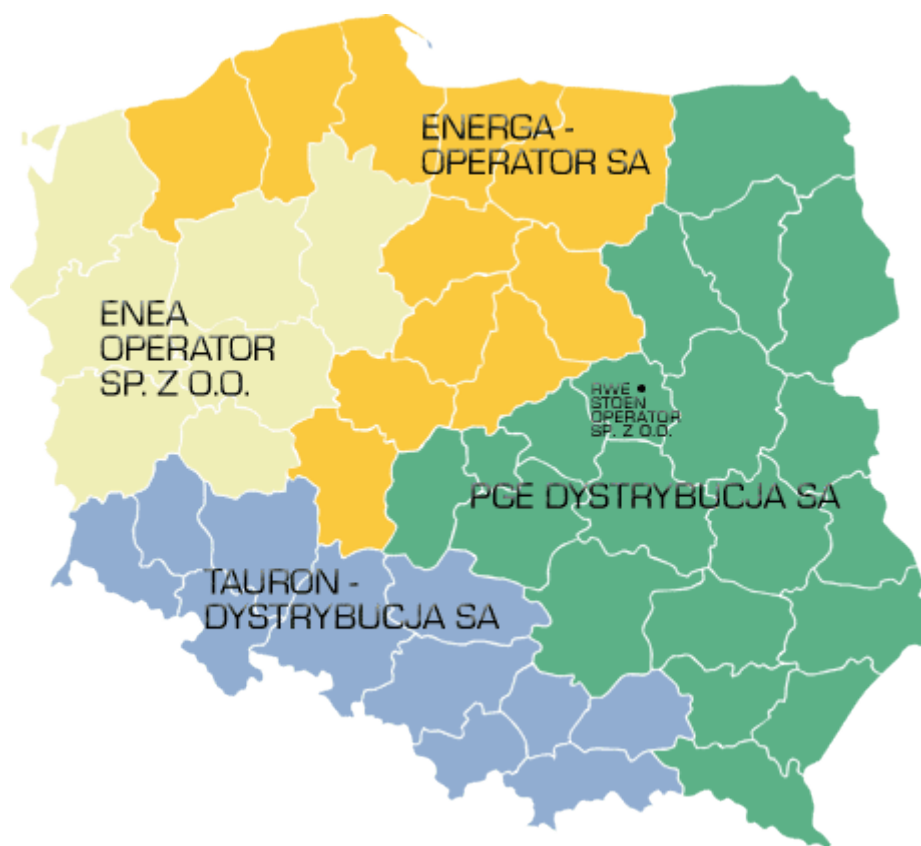 ENERGA -
OPERATOR SA
ENEA
OPERATOR
SP. Z O.O.
RWE
STOEN
OPERATOR
SP. Z O.O.
PGE DYSTRYBUCJA SA
TAURON -
DYSTRYBUCJA SA